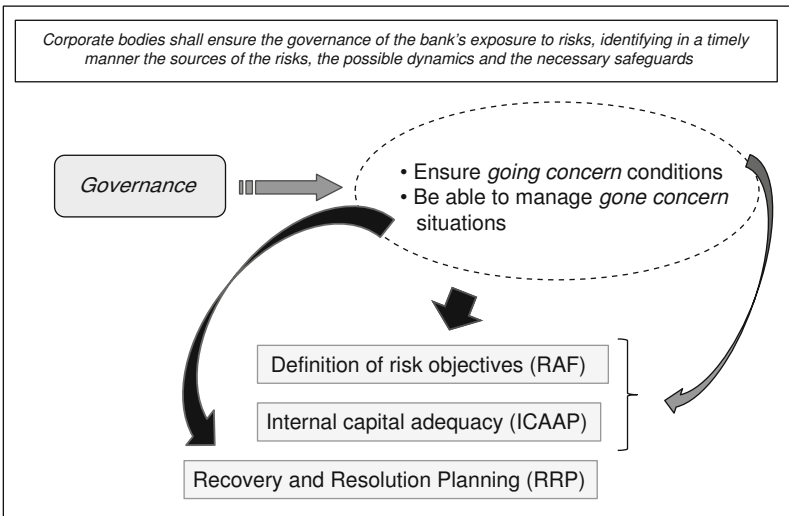 Corporate bodies shall ensure the governance of the bank's exposure to risks, identifying in a timely
manner the sources of the risks, the possible dynamics and the necessary safeguards
Governance
• Ensure going concern conditions
• Be able to manage gone concern
situations
Definition of risk objectives (RAF)
Internal capital adequacy (ICAAP)
Recovery and Resolution Planning (RRP)